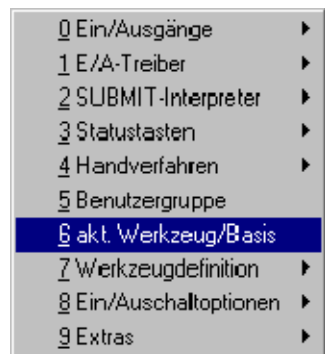 0 Ein/Ausgänge
1 E/A-Treiber
2 SUBMIT-Interpreter
3 Statustasten
4 Handverfahren
5 Benutzergruppe
6 akt. Werkzeug/Basis
7 Werkzeugdefinition
8 Ein/Auschaltoptionen
9 Extras